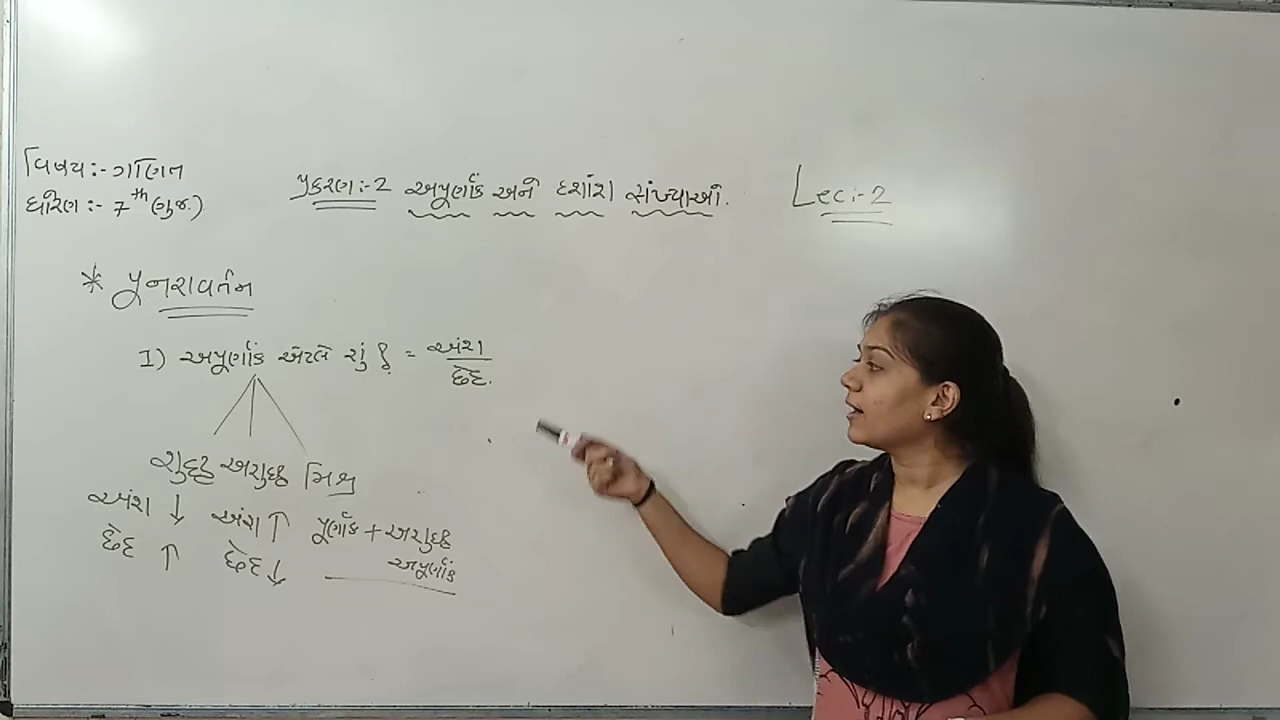 વિષય:- ગણિત
ધોરણ:- 7th (ગુજ.)
પ્રકરણ:-2 અપૂર્ણાંક અને દશાંશ સંખ્યાઓ.
Lec:-2
* પૂનરાવર્તન
1) અપૂર્ણાંક એટલે શું ? = અંશ
છેદ.
શુદ્ધ અશુદ્ધ મિશ્ર
અંશ ↓ અંશ ↑ પૂર્ણાંક + અશુદ્ધ
છેદ ↑ છેદ ↓ અપૂર્ણાંક